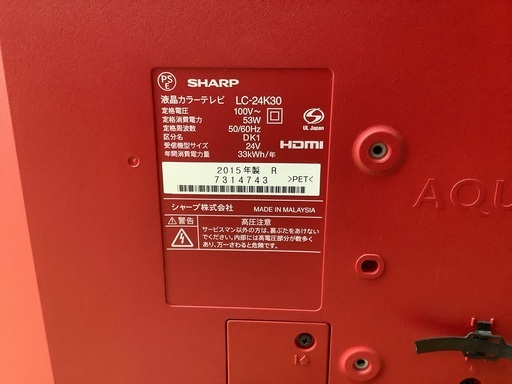 PS
E
SHARP
液晶カラーテレビ LC-24K30
定格電圧 100V~
定格消費電力 53W
定格周波数 50/60Hz
区分名 DK1
受信機型サイズ 24V
年間消費電力量 33kWh/年
UL Japan
HDMI
2015年製 R
7314743
>PET<
シャープ株式会社 MADE IN MALAYSIA
⚠警告 高圧注意
サービスマン以外の方は、裏ぶたをあけない
でください。内部には高電圧部分が数多く
あり、万一さわると危険です。
AQU
K